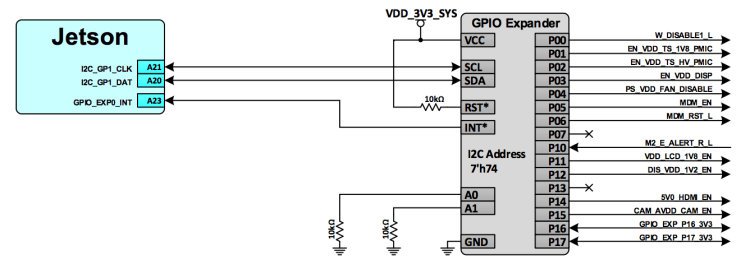 VDD_3V3_SYS
GPIO Expander
Jetson
VCC
P00
W_DISABLE1_L
P01
EN_VDD_TS_1V8_PMIC
I2C_GP1_CLK
A21
SCL
P02
EN_VDD_TS_HV_PMIC
I2C_GP1_DAT
A20
SDA
P03
EN_VDD_DISP
P04
PS_VDD_FAN_DISABLE
GPIO_EXP0_INT
A23
10kΩ
RST*
P05
MDM_EN
P06
MDM_RST_L
INT*
P07
P10
M2_E_ALERT_R_L
I2C Address
7'h74
P11
VDD_LCD_1V8_EN
P12
DIS_VDD_1V2_EN
P13
A0
P14
5V0_HDMI_EN
A1
P15
CAM_AVDD_CAM_EN
10kΩ
10kΩ
P16
GPIO_EXP_P16_3V3
GND
P17
GPIO_EXP_P17_3V3